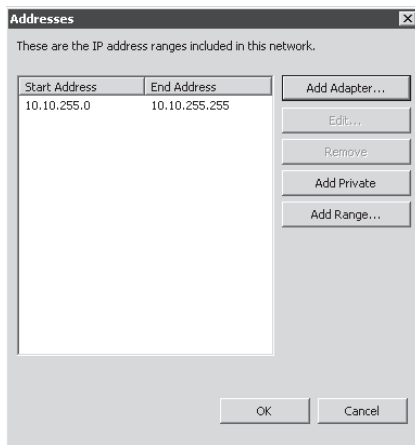 Addresses
These are the IP address ranges included in this network.
Start Address End Address
10.10.255.0 10.10.255.255
Add Adapter...
Edit...
Remove
Add Private
Add Range...
OK Cancel